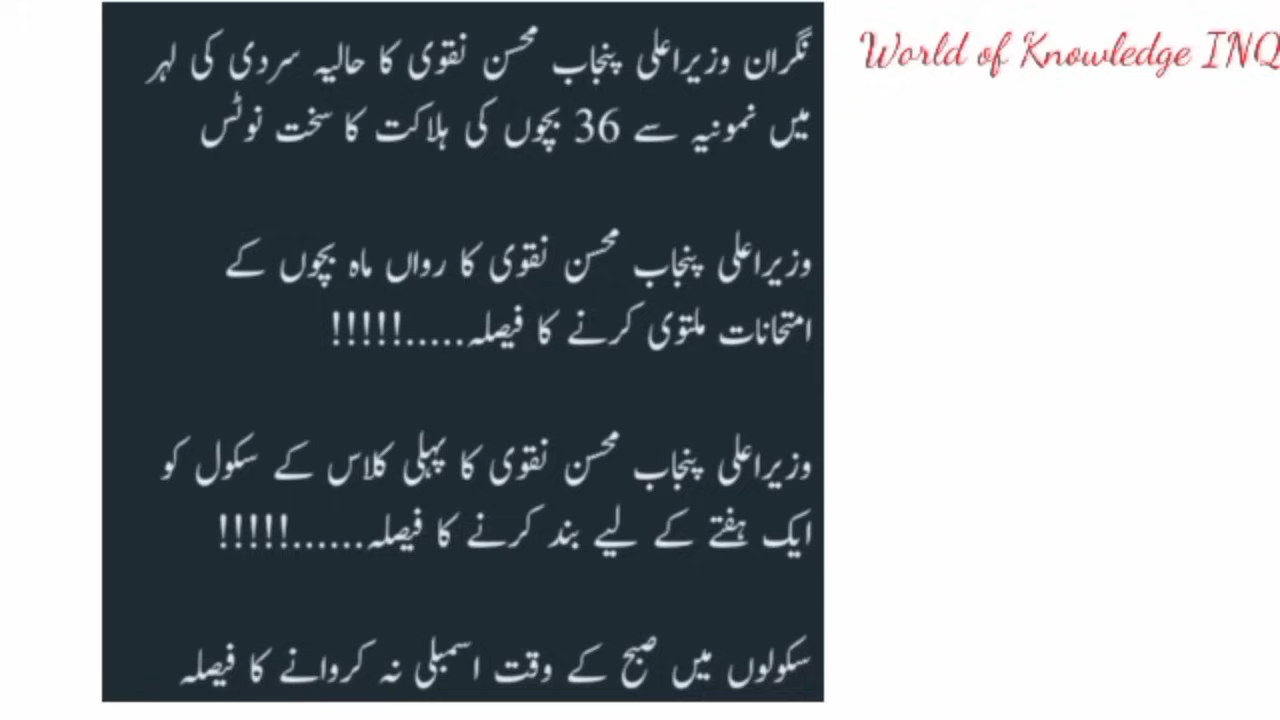 نگران وزیراعلی پنجاب محسن نقوی کا حالیہ سردی کی لہر
میں نمونیہ سے 36 بچوں کی ہلاکت کا سخت نوٹس
وزیراعلی پنجاب محسن نقوی کا رواں ماہ بچوں کے
امتحانات ملتوی کرنے کا فیصلہ.....!!!!!
وزیراعلی پنجاب محسن نقوی کا پہلی کلاس کے سکول کو
ایک ہفتے کے لیے بند کرنے کا فیصلہ......!!!!!
سکولوں میں صبح کے وقت اسمبلی نہ کروانے کا فیصلہ
World of Knowledge INQ